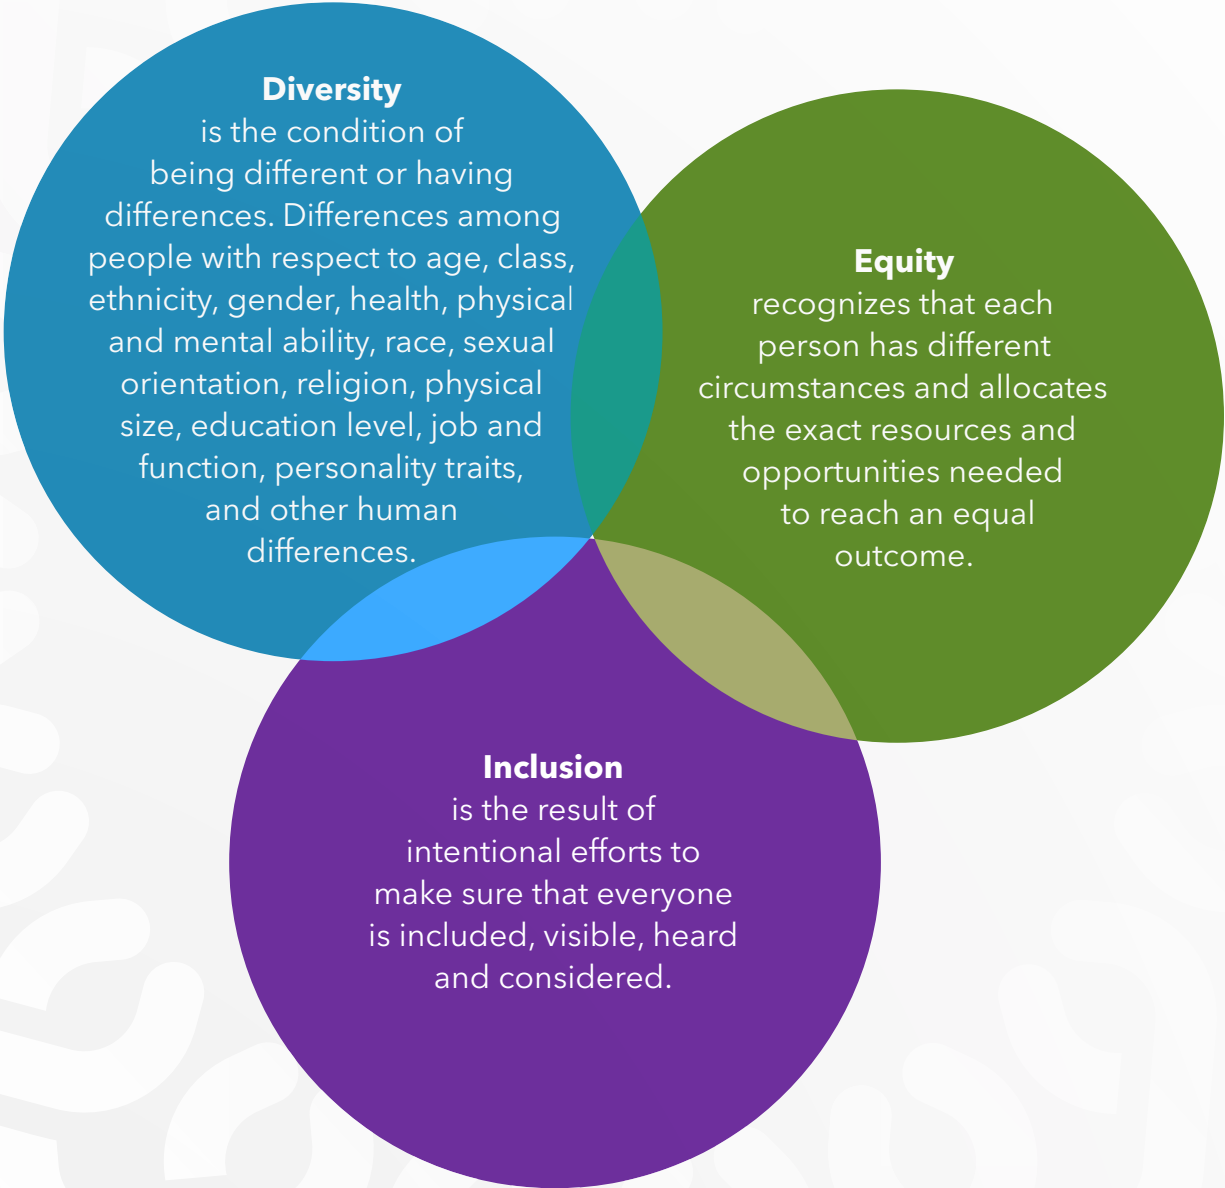 Diversity
is the condition of
being different or having
differences. Differences among
people with respect to age, class,
ethnicity, gender, health, physical
and mental ability, race, sexual
orientation, religion, physical
size, education level, job and
function, personality traits,
and other human
differences.
Equity
recognizes that each
person has different
circumstances and allocates
the exact resources and
opportunities needed
to reach an equal
outcome.
Inclusion
is the result of
intentional efforts to
make sure that everyone
is included, visible, heard
and considered.